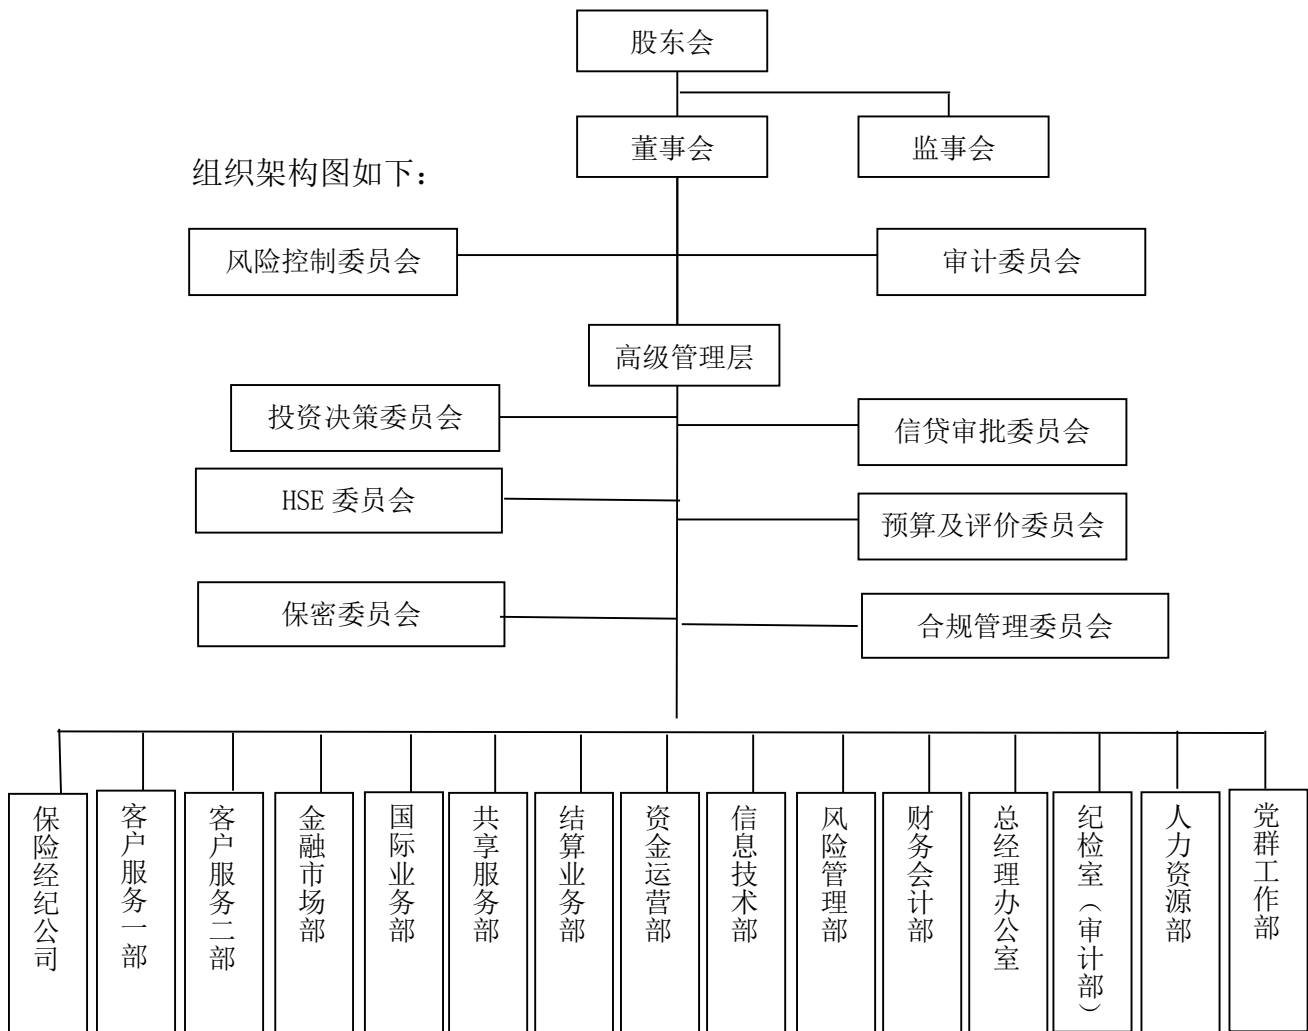 股东会
董事会
监事会
组织架构图如下：
风险控制委员会
审计委员会
高级管理层
投资决策委员会
信贷审批委员会
HSE 委员会
预算及评价委员会
保密委员会
合规管理委员会
保险经纪公司
客户服务一部
客户服务二部
金融市场部
国际业务部
共享服务部
结算业务部
资金运营部
信息技术部
风险管理部
财务会计部
总经理办公室
纪检室（审计部）
人力资源部
党群工作部